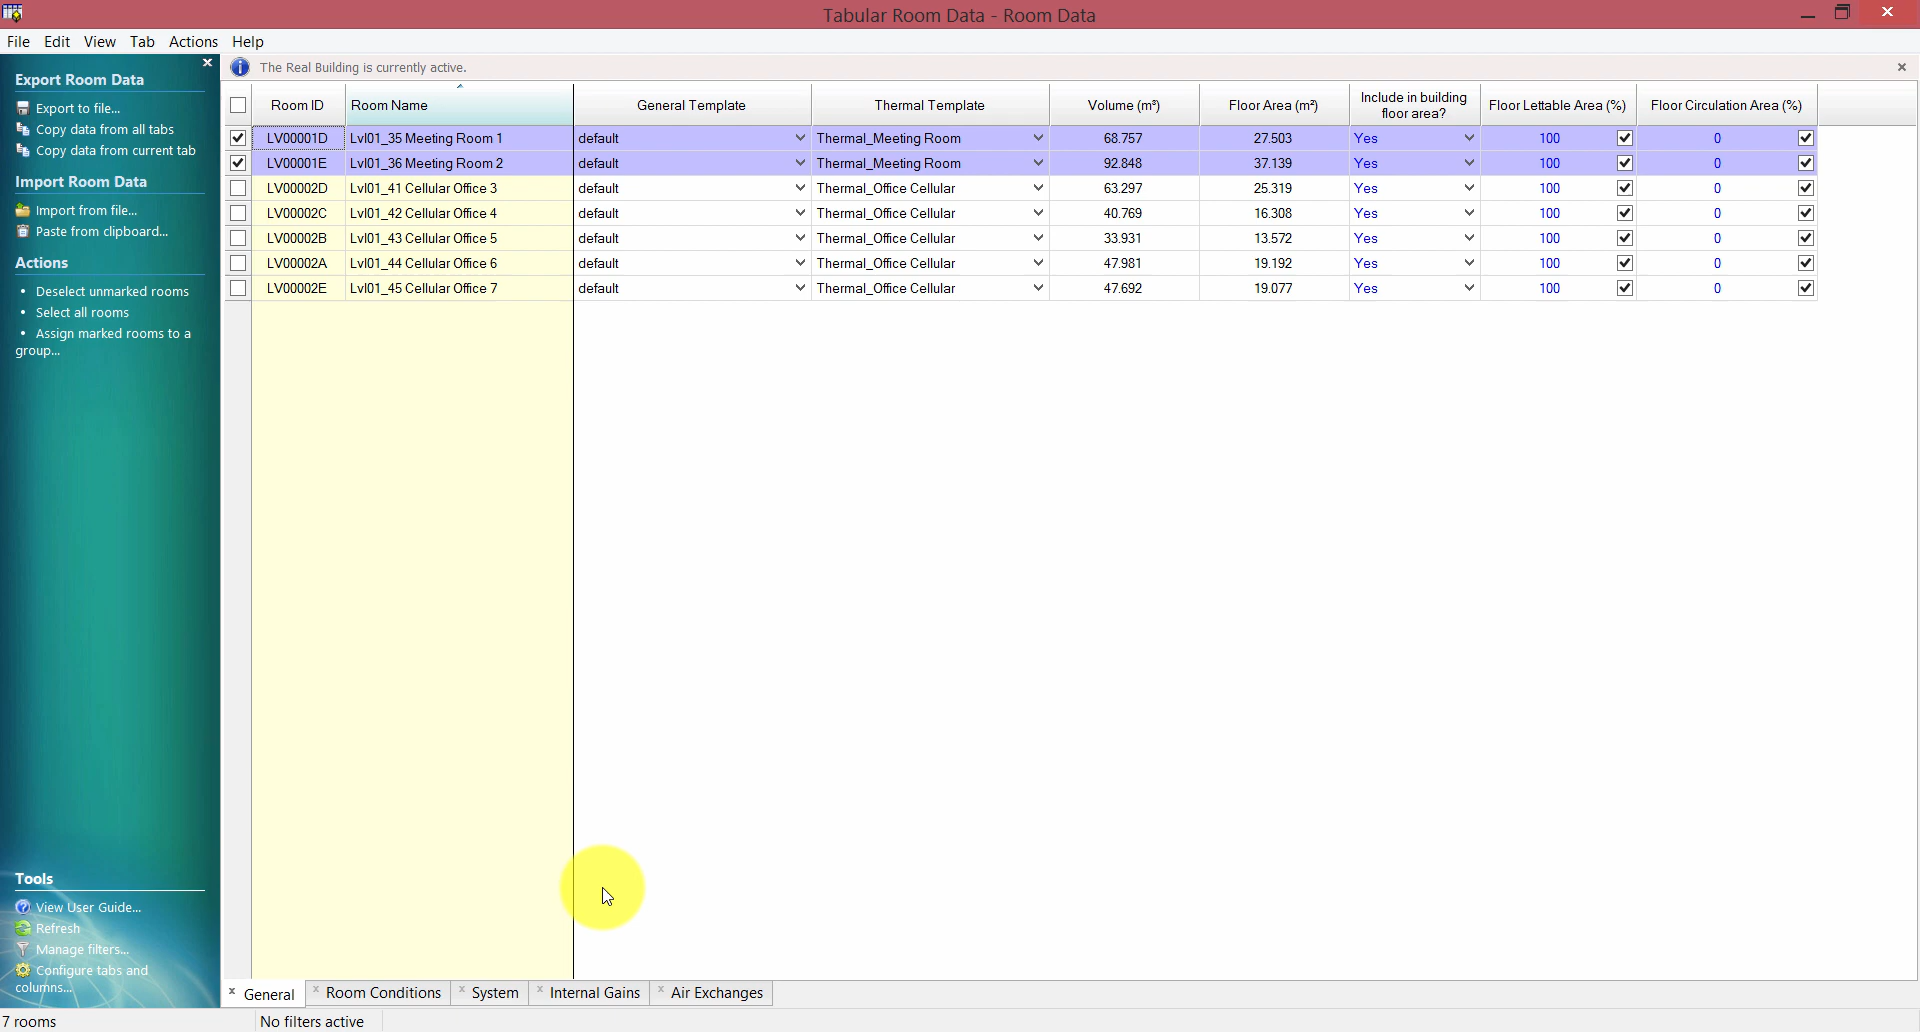 Tabular Room Data - Room Data
File Edit View Tab Actions Help
Export Room Data
Export to file...
Copy data from all tabs
Copy data from current tab
Import Room Data
Import from file...
Paste from clipboard...
Actions
• Deselect unmarked rooms
• Select all rooms
• Assign marked rooms to a
group...
Tools
View User Guide...
Refresh
Manage filters...
Configure tabs and
columns...
The Real Building is currently active.
Room ID Room Name General Template Thermal Template Volume (m³) Floor Area (m²) Include in building floor area? Floor Lettable Area (%) Floor Circulation Area (%)
LV00001D Lvl01_35 Meeting Room 1 default Thermal_Meeting Room 68.757 27.503 Yes 100 0
LV00001E Lvl01_36 Meeting Room 2 default Thermal_Meeting Room 92.848 37.139 Yes 100 0
LV00002D Lvl01_41 Cellular Office 3 default Thermal_Office Cellular 63.297 25.319 Yes 100 0
LV00002C Lvl01_42 Cellular Office 4 default Thermal_Office Cellular 40.769 16.308 Yes 100 0
LV00002B Lvl01_43 Cellular Office 5 default Thermal_Office Cellular 33.931 13.572 Yes 100 0
LV00002A Lvl01_44 Cellular Office 6 default Thermal_Office Cellular 47.981 19.192 Yes 100 0
LV00002E Lvl01_45 Cellular Office 7 default Thermal_Office Cellular 47.692 19.077 Yes 100 0
General Room Conditions System Internal Gains Air Exchanges
7 rooms No filters active